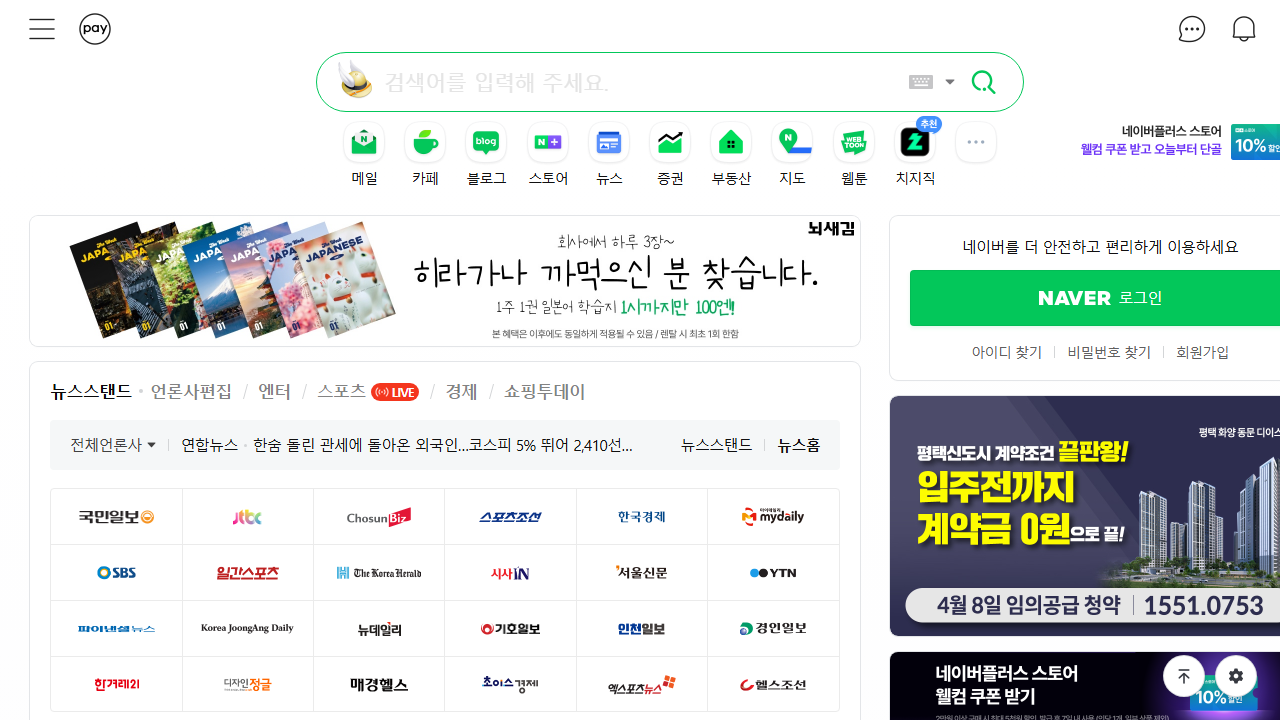 pay
검색어를 입력해 주세요.
메일
카페
blog
블로그
스토어
뉴스
증권
부동산
지도
WEB
TOON
웹툰
추천
치지직
네이버플러스 스토어
웰컴 쿠폰 받고 오늘부터 단골
10% 할인
회사에서 하루 3장~
히라가나 까먹으신 분 찾습니다.
1주 1권 일본어 학습지 1시까지만 100엔!!
본 혜택은 이후에도 동일하게 적용될 수 있음 / 렌탈 시 최초 1회 한함
뇌새김
네이버를 더 안전하고 편리하게 이용하세요
NAVER 로그인
아이디 찾기 비밀번호 찾기 회원가입
뉴스스탠드 언론사편집 엔터 스포츠 LIVE 경제 쇼핑투데이
전체언론사 연합뉴스 한숨 돌린 관세에 돌아온 외국인...코스피 5% 뛰어 2,410선... 뉴스스탠드 뉴스홈
국민일보 jtbc ChosunBiz 스포츠조선 한국경제 마이데일리 mydaily
SBS 일간스포츠 The Korea Herald 시사IN 서울신문 YTN
파이낸셜뉴스 Korea JoongAng Daily 뉴데일리 기호일보 인천일보 경인일보
한겨레21 디자인정글 매경헬스 초이스경제 엑스포츠뉴스 헬스조선
평택 화양 동문 디이스
평택신도시 계약조건 끝판왕!
입주전까지
계약금 0원으로 끝!
4월 8일 임의공급 청약 1551.0753
네이버플러스 스토어
웰컴 쿠폰 받기
10% 할인